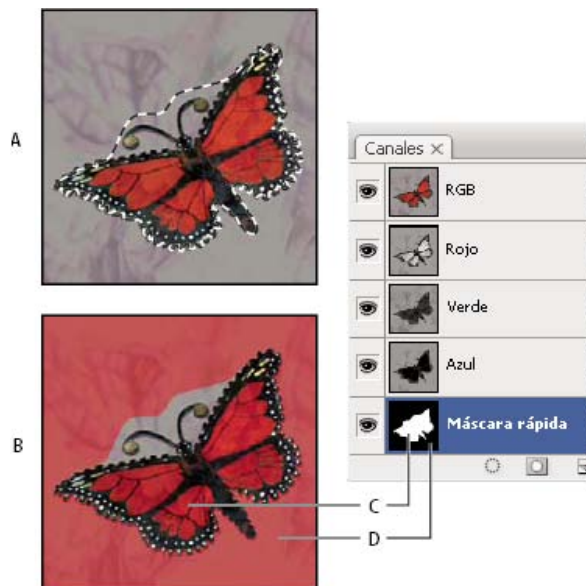 A
Canales ×
RGB
Rojo
Verde
Azul
Máscara rápida
B
C
D